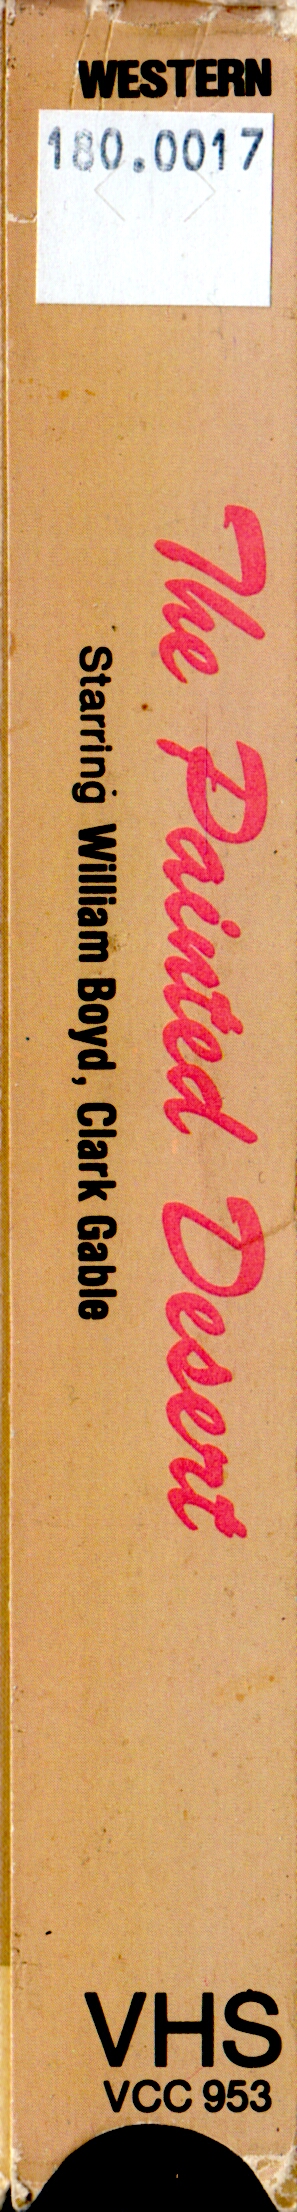 WESTERN
180.0017
The Painted Desert
Starring William Boyd, Clark Gable
VHS
VCC 953